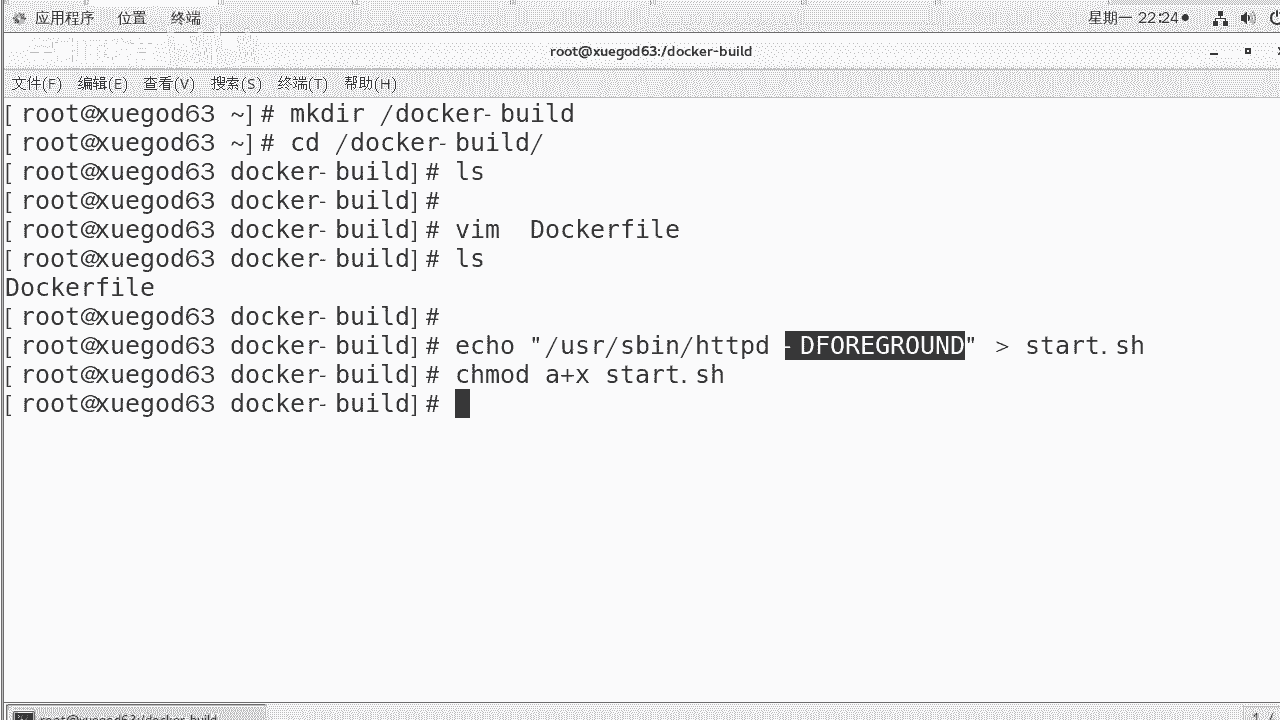 应用程序 位置 终端 星期一 22:24
root@xuegod63:/docker-build
文件(F) 编辑(E) 查看(V) 搜索(S) 终端(T) 帮助(H)
[root@xuegod63 ~]# mkdir /docker-build
[root@xuegod63 ~]# cd /docker-build/
[root@xuegod63 docker-build]# ls
[root@xuegod63 docker-build]#
[root@xuegod63 docker-build]# vim  Dockerfile
[root@xuegod63 docker-build]# ls
Dockerfile
[root@xuegod63 docker-build]#
[root@xuegod63 docker-build]# echo "/usr/sbin/httpd -DFOREGROUND" > start.sh
[root@xuegod63 docker-build]# chmod a+x start.sh
[root@xuegod63 docker-build]#
root@xuegod63:/docker-build 1 /